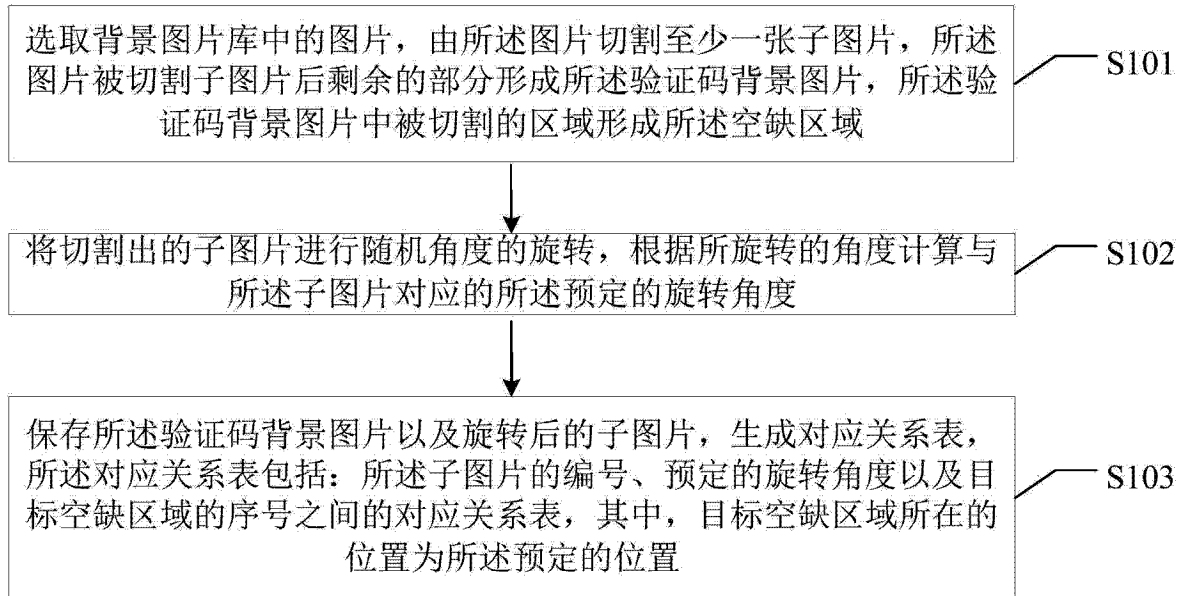 选取背景图片库中的图片，由所述图片切割至少一张子图片，所述
图片被切割子图片后剩余的部分形成所述验证码背景图片，所述验
证码背景图片中被切割的区域形成所述空缺区域
S101
将切割出的子图片进行随机角度的旋转，根据所旋转的角度计算与
所述子图片对应的所述预定的旋转角度
S102
保存所述验证码背景图片以及旋转后的子图片，生成对应关系表，
所述对应关系表包括：所述子图片的编号、预定的旋转角度以及目
标空缺区域的序号之间的对应关系表，其中，目标空缺区域所在的
位置为所述预定的位置
S103